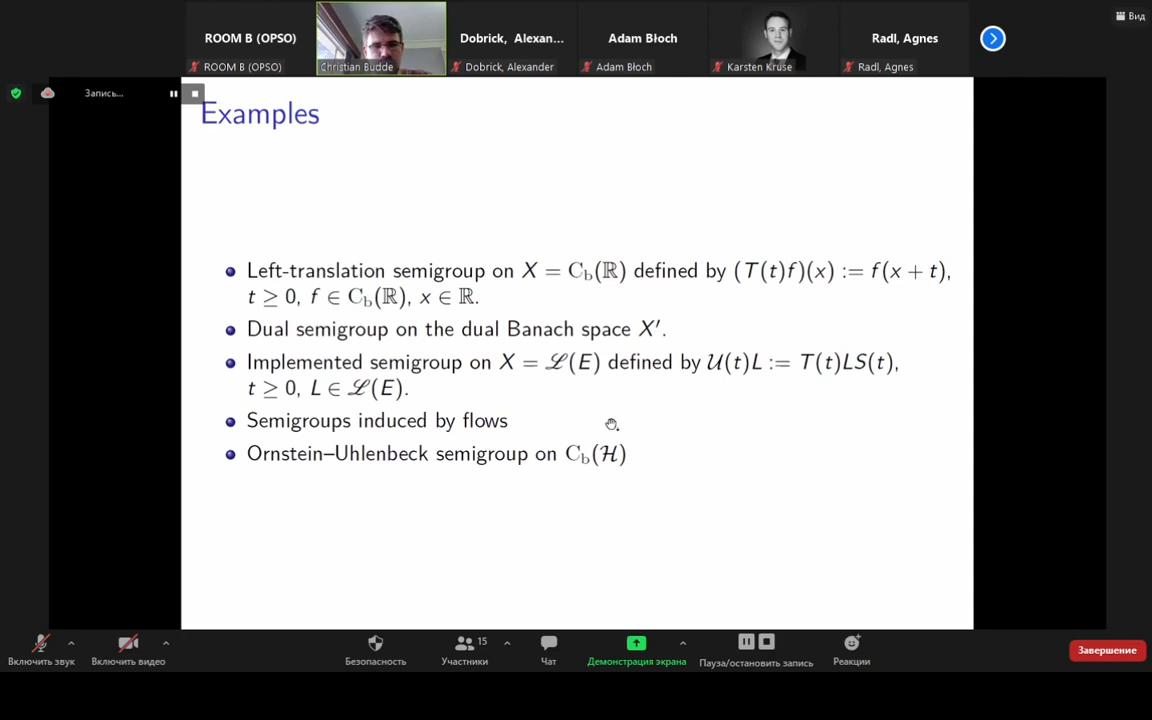 Вид
ROOM B (OPSO)
Dobrick, Alexan...
Adam Błoch
Radl, Agnes
ROOM B (OPSO)
Christian Budde
Dobrick, Alexander
Adam Błoch
Karsten Kruse
Radl, Agnes
Запись...
Examples
Left-translation semigroup on X = C_b(ℝ) defined by (T(t)f)(x) := f(x + t),
t ≥ 0, f ∈ C_b(ℝ), x ∈ ℝ.
Dual semigroup on the dual Banach space X′.
Implemented semigroup on X = ℒ(E) defined by 𝒰(t)L := T(t)LS(t),
t ≥ 0, L ∈ ℒ(E).
Semigroups induced by flows
Ornstein–Uhlenbeck semigroup on C_b(ℋ)
15
Включить звук
Включить видео
Безопасность
Участники
Чат
Демонстрация экрана
Пауза/остановить запись
Реакции
Завершение